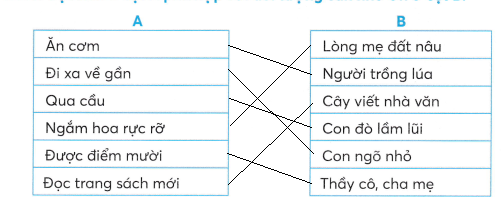 A B
Ăn cơm Lòng mẹ đất nâu
Đi xa về gần Người trồng lúa
Qua cầu Cây viết nhà văn
Ngắm hoa rực rỡ Con đò lầm lũi
Được điểm mười Con ngõ nhỏ
Đọc trang sách mới Thầy cô, cha mẹ